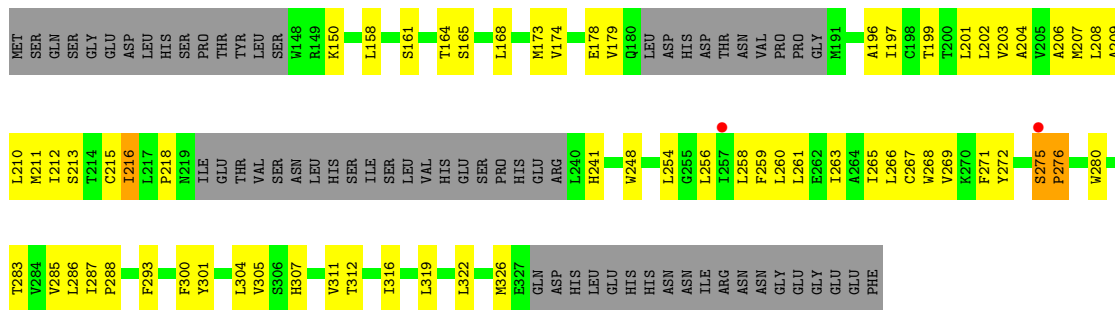 MET SER GLN SER GLY GLU ASP LEU HIS SER PRO THR TYR LEU SER W148 R149 K150 L158 S161 T164 S165 L168 M173 V174 E178 V179 Q180 LEU ASP HIS ASP THR ASN VAL PRO PRO GLY M191 A196 I197 C198 T199 T200 L201 L202 V203 A204 V205 A206 M207 L208 A209
L210 M211 I212 S213 T214 C215 I216 L217 P218 N219 ILE GLU THR VAL SER ASN LEU HIS SER ILE SER LEU VAL HIS GLU SER PRO HIS GLU ARG L240 H241 W248 L254 G255 L256 I257 L258 F259 L260 L261 E262 I263 A264 I265 L266 C267 W268 V269 K270 F271 Y272 S275 P276 W280
T283 V284 V285 L286 I287 P288 F293 F300 Y301 L304 V305 S306 H307 V311 T312 I316 L319 L322 M326 E327 GLN ASP HIS LEU GLU HIS HIS ASN ASN ILE ARG ASN ASN GLU GLU GLY GLU GLU PHE